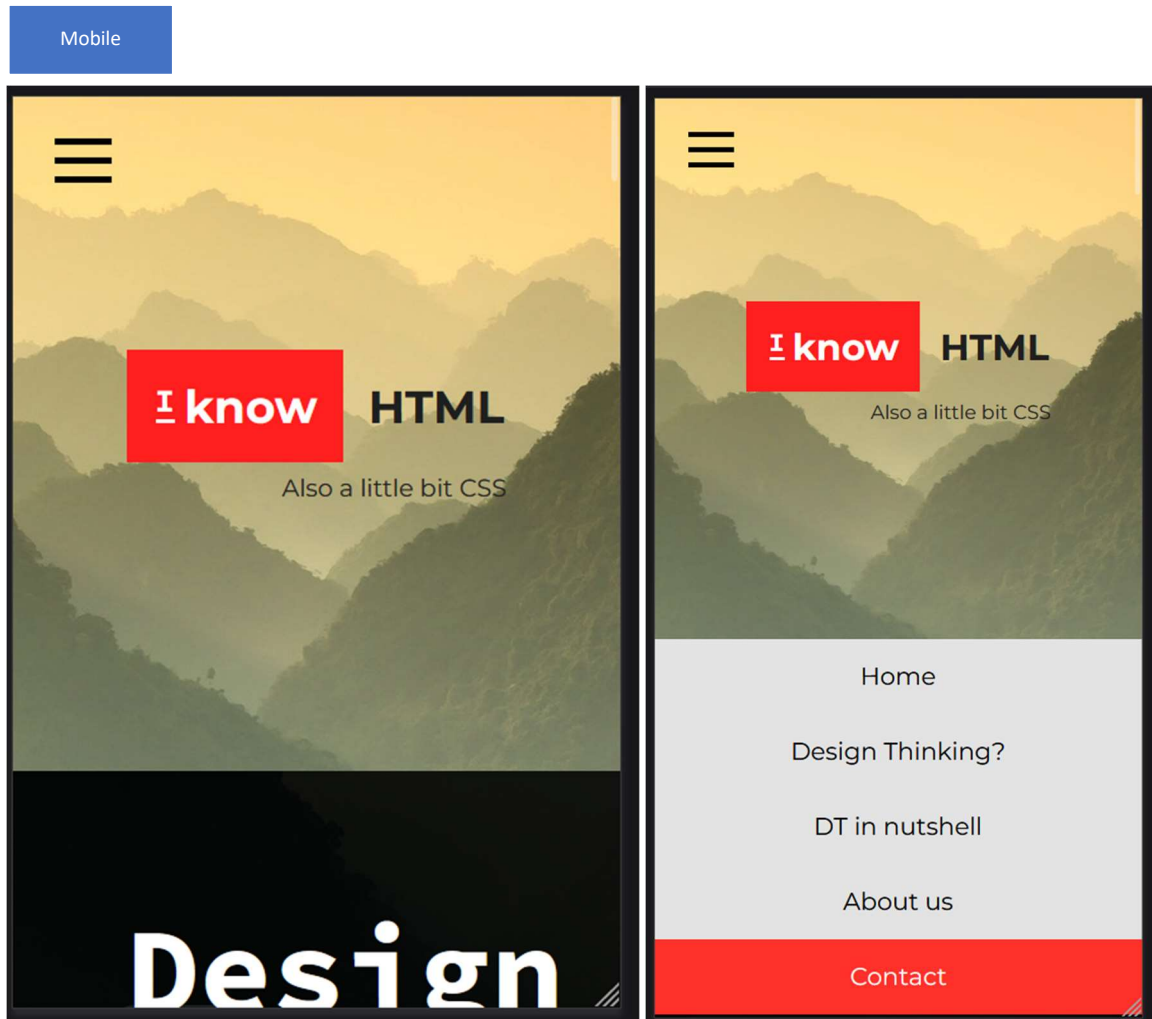 Mobile
I know HTML
Also a little bit CSS
Design
I know HTML
Also a little bit CSS
Home
Design Thinking?
DT in nutshell
About us
Contact